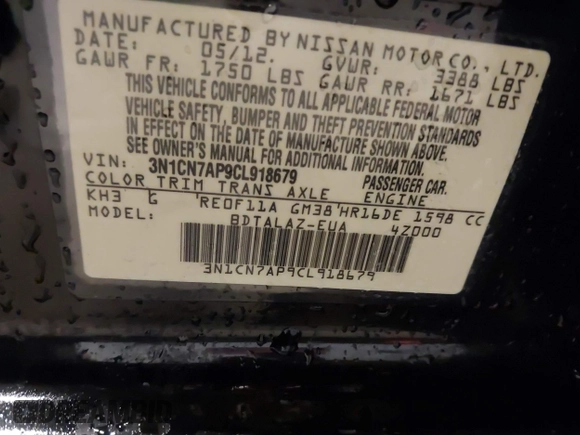 MANUFACTURED BY NISSAN MOTOR CO., LTD.
DATE: 05/12. GVWR: 3388 LBS
GAWR FR: 1750 LBS GAWR RR: 1671 LBS
THIS VEHICLE CONFORMS TO ALL APPLICABLE FEDERAL MOTOR
VEHICLE SAFETY, BUMPER AND THEFT PREVENTION STANDARDS
IN EFFECT ON THE DATE OF MANUFACTURE SHOWN ABOVE.
SEE OWNER'S MANUAL FOR ADDITIONAL INFORMATION.
VIN: 3N1CN7AP9CL918679 PASSENGER CAR.
COLOR TRIM TRANS AXLE ENGINE
KH3 G RE0F11A GM38 HR16DE 1598 CC
MODEL: BDTALAZ-EUA 4Z000
3N1CN7AP9CL918679